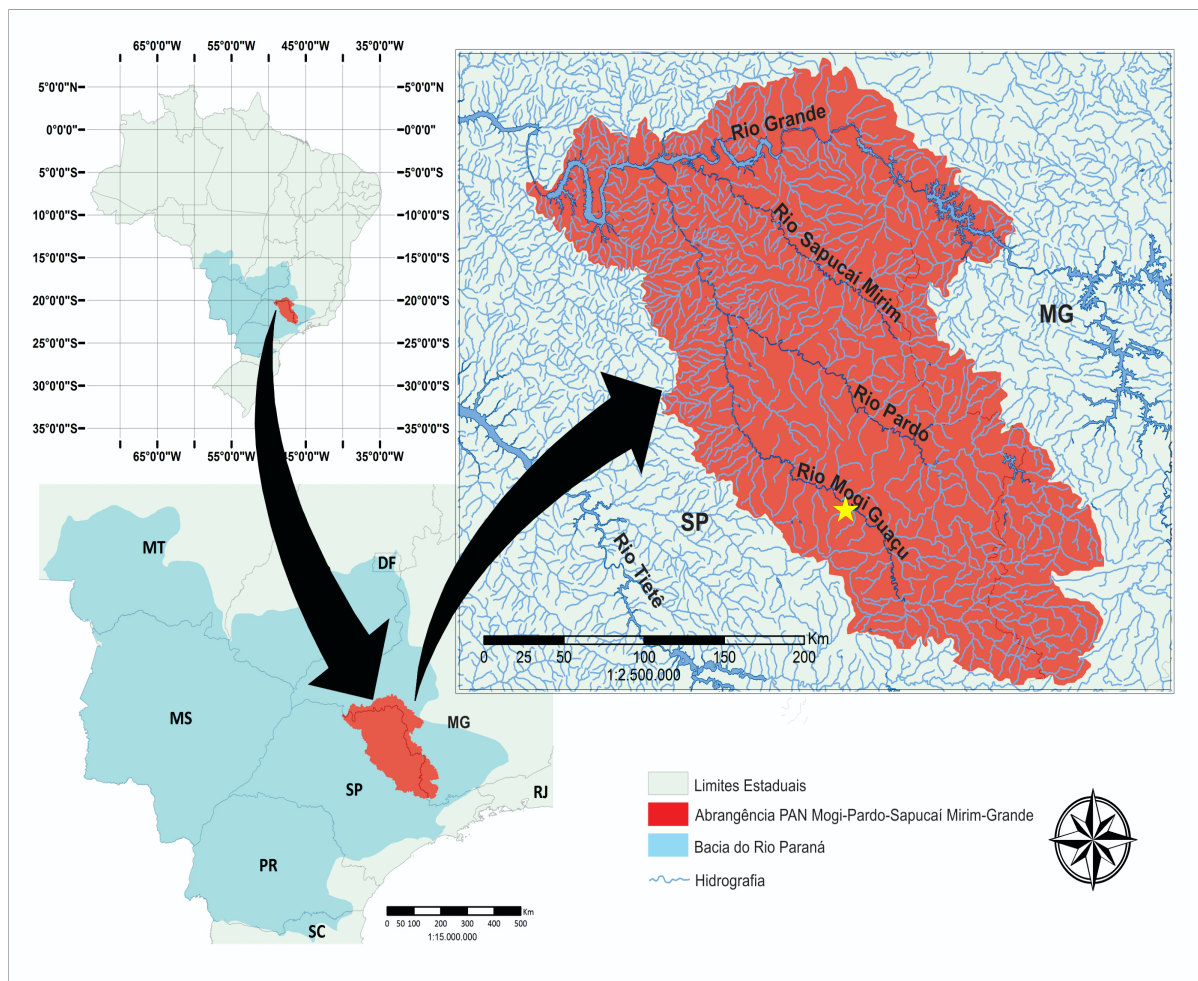 65°0'0"W 55°0'0"W 45°0'0"W 35°0'0"W
5°0'0"N 5°0'0"N
0°0'0" 0°0'0"
5°0'0"S 5°0'0"S
10°0'0"S 10°0'0"S
15°0'0"S 15°0'0"S
20°0'0"S 20°0'0"S
25°0'0"S 25°0'0"S
30°0'0"S 30°0'0"S
35°0'0"S 35°0'0"S
65°0'0"W 55°0'0"W 45°0'0"W 35°0'0"W
Rio Grande
Rio Sapucaí Mirim
MG
Rio Pardo
Rio Mogi Guaçu
SP
Rio Tietê
Km
0 25 50 100 150 200
1:2.500.000
MT
DF
MS
MG
SP
RJ
PR
SC
Km
0 50 100 200 300 400 500
1:15.000.000
Limites Estaduais
Abrangência PAN Mogi-Pardo-Sapucaí Mirim-Grande
Bacia do Rio Paraná
Hidrografia